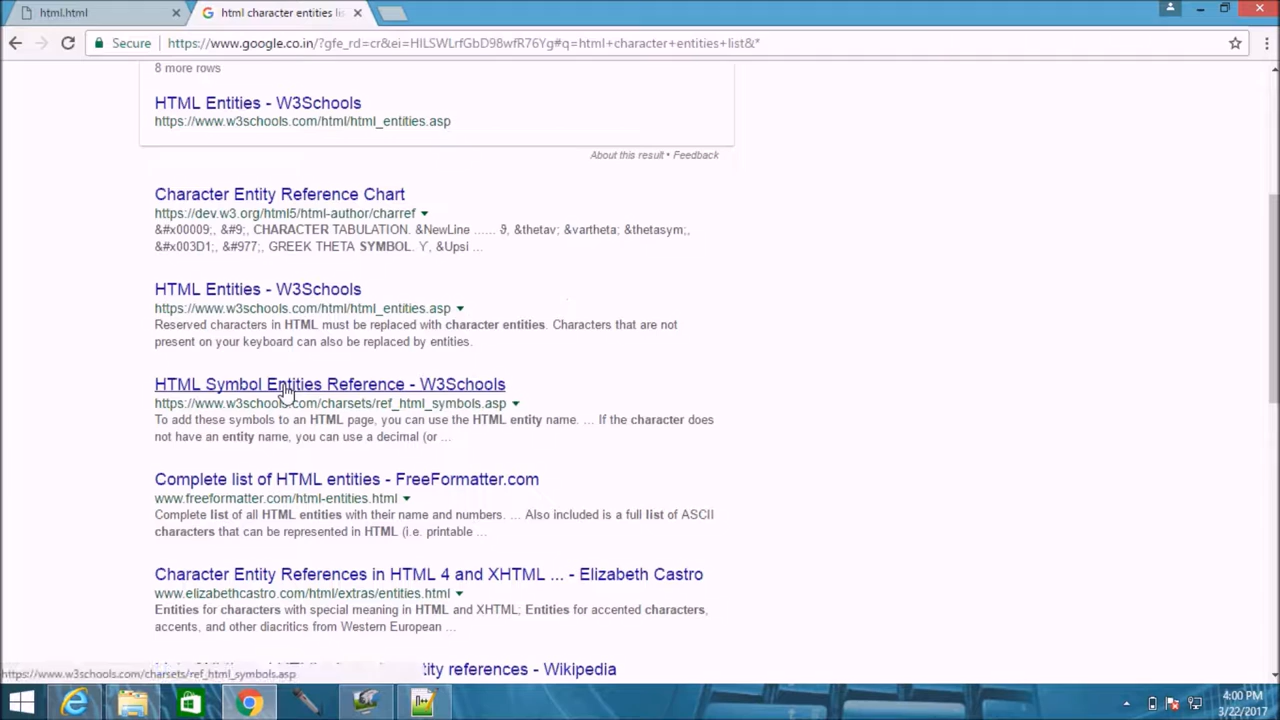 html.html
html character entities lis
Secure
https://www.google.co.in/?gfe_rd=cr&ei=HILSWLrfGbD98wfR76Yg#q=html+character+entities+list&*
8 more rows
HTML Entities - W3Schools
https://www.w3schools.com/html/html_entities.asp
About this result • Feedback
Character Entity Reference Chart
https://dev.w3.org/html5/html-author/charref
&#x00009;, &#9;, CHARACTER TABULATION. &NewLine ...... ϑ, &thetav; &vartheta; &thetasym;,
&#x003D1;, &#977;, GREEK THETA SYMBOL. ϒ, &Upsi ...
HTML Entities - W3Schools
https://www.w3schools.com/html/html_entities.asp
Reserved characters in HTML must be replaced with character entities. Characters that are not
present on your keyboard can also be replaced by entities.
HTML Symbol Entities Reference - W3Schools
https://www.w3schools.com/charsets/ref_html_symbols.asp
To add these symbols to an HTML page, you can use the HTML entity name. ... If the character does
not have an entity name, you can use a decimal (or ...
Complete list of HTML entities - FreeFormatter.com
www.freeformatter.com/html-entities.html
Complete list of all HTML entities with their name and numbers. ... Also included is a full list of ASCII
characters that can be represented in HTML (i.e. printable ...
Character Entity References in HTML 4 and XHTML ... - Elizabeth Castro
www.elizabethcastro.com/html/extras/entities.html
Entities for characters with special meaning in HTML and XHTML; Entities for accented characters,
accents, and other diacritics from Western European ...
tity references - Wikipedia
https://www.w3schools.com/charsets/ref_html_symbols.asp
4:00 PM
3/22/2017